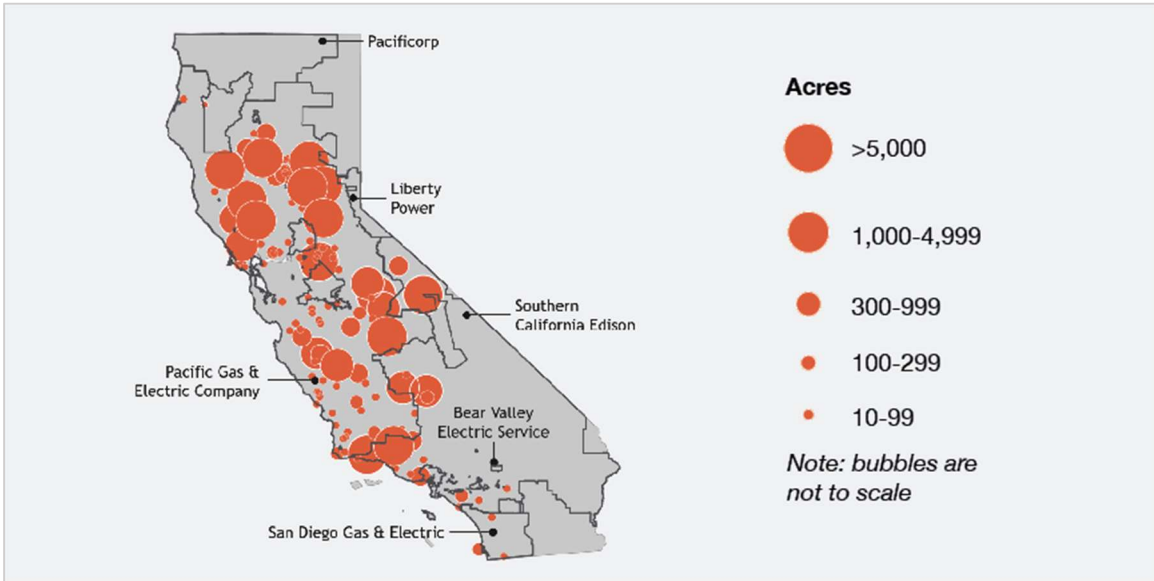 Pacificorp
Liberty
Power
Southern
California Edison
Pacific Gas &
Electric Company
Bear Valley
Electric Service
San Diego Gas & Electric
Acres
>5,000
1,000-4,999
300-999
100-299
10-99
Note: bubbles are
not to scale